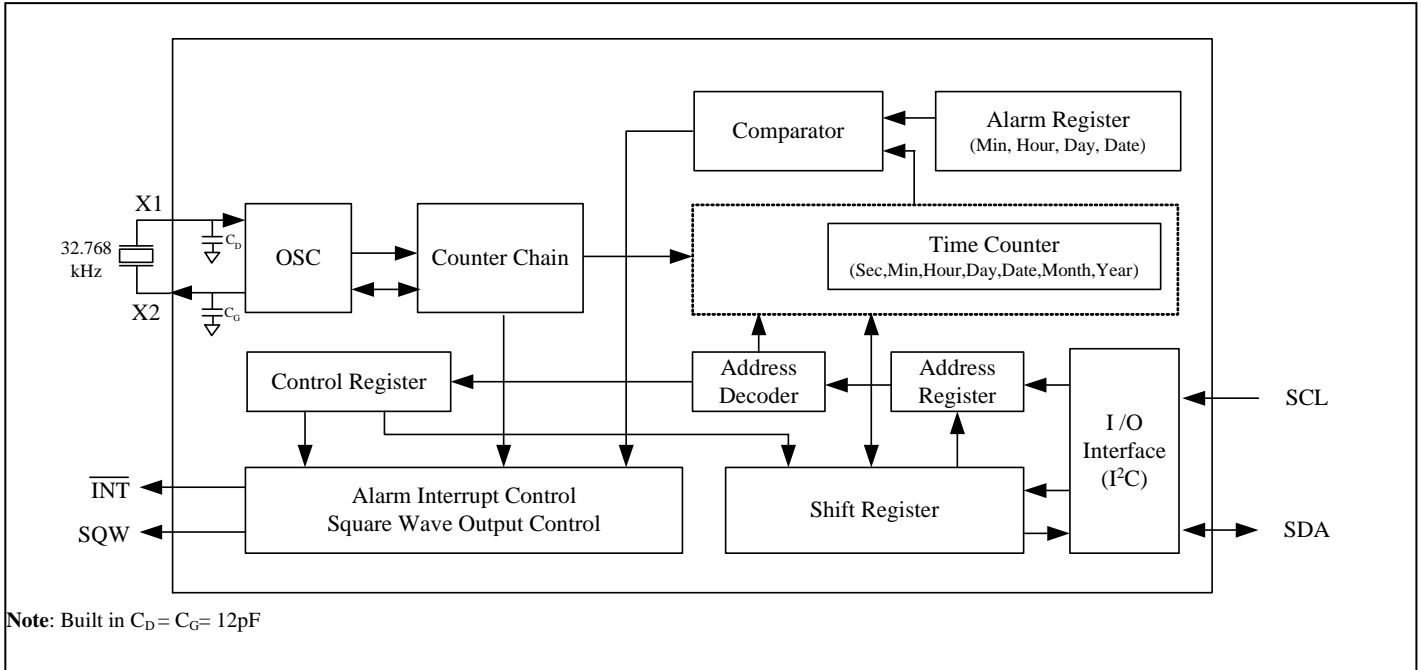 Comparator
Alarm Register
(Min, Hour, Day, Date)
X1
32.768
kHz
X2
C_D
C_G
OSC
Counter Chain
Time Counter
(Sec,Min,Hour,Day,Date,Month,Year)
Control Register
Address
Decoder
Address
Register
I /O
Interface
(I²C)
SCL
SDA
INT
SQW
Alarm Interrupt Control
Square Wave Output Control
Shift Register
Note: Built in C_D = C_G= 12pF